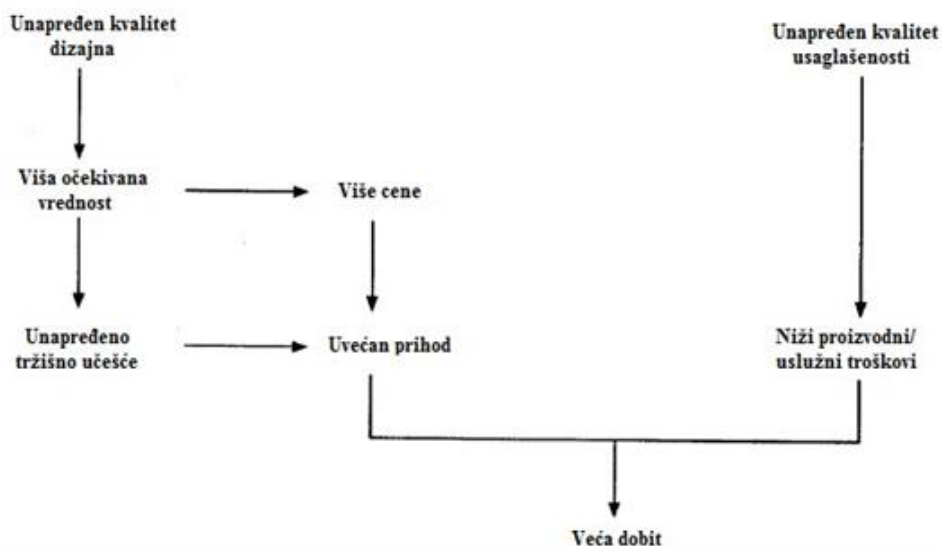 Unapređen kvalitet
dizajna
Unapređen kvalitet
usaglašenosti
Viša očekivana
vrednost
Više cene
Unapređeno
tržišno učešće
Uvećan prihod
Niži proizvodni/
uslužni troškovi
Veća dobit